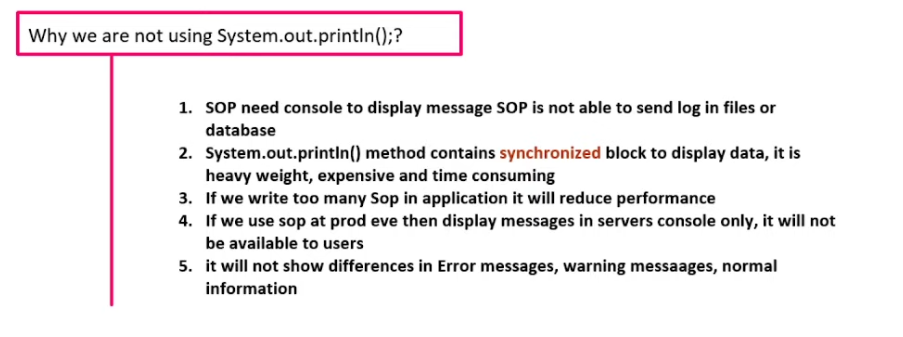 Why we are not using System.out.println();?
1. SOP need console to display message SOP is not able to send log in files or
database
2. System.out.println() method contains synchronized block to display data, it is
heavy weight, expensive and time consuming
3. If we write too many Sop in application it will reduce performance
4. If we use sop at prod eve then display messages in servers console only, it will not
be available to users
5. it will not show differences in Error messages, warning messaages, normal
information